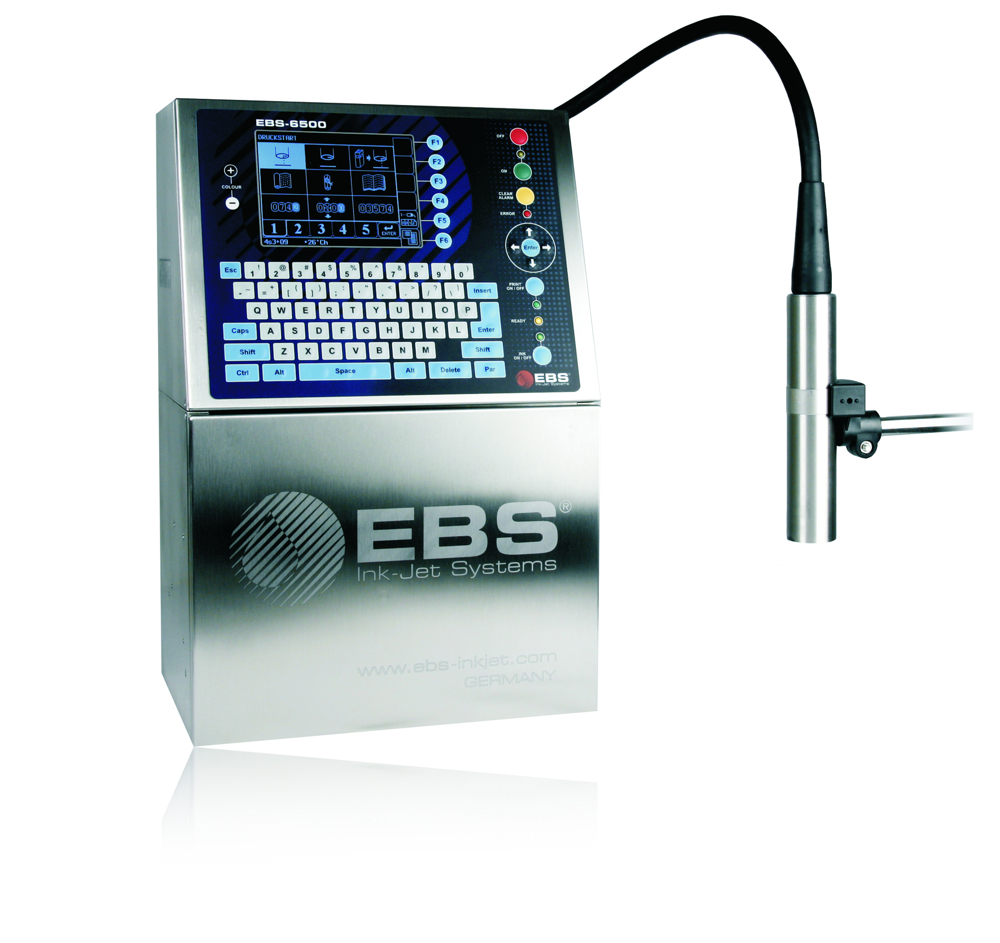 EBS-6500
DRUCKSTART
F1
F2
F3
F4
F5
F6
+
COLOUR
−
0742
03574
0012
1 2 3 4 5 ENTER
4s3+09 +26°Ch
OFF
ON
CLEAR
ALARM
ERROR
Enter
PRINT
ON / OFF
READY
INK
ON / OFF
Esc 1 ! 2 @ 3 # 4 $ 5 % 6 ^ 7 & 8 * 9 ( 0 )
- _ = + [ { ] } ; : ' " , < . > / ? \ | Insert
Q W E R T Y U I O P
Caps A S D F G H J K L Enter
Shift Z X C V B N M Shift
Ctrl Alt Space Alt Delete Par
EBS®
Ink-Jet Systems
EBS®
Ink-Jet Systems
www.ebs-inkjet.com
GERMANY